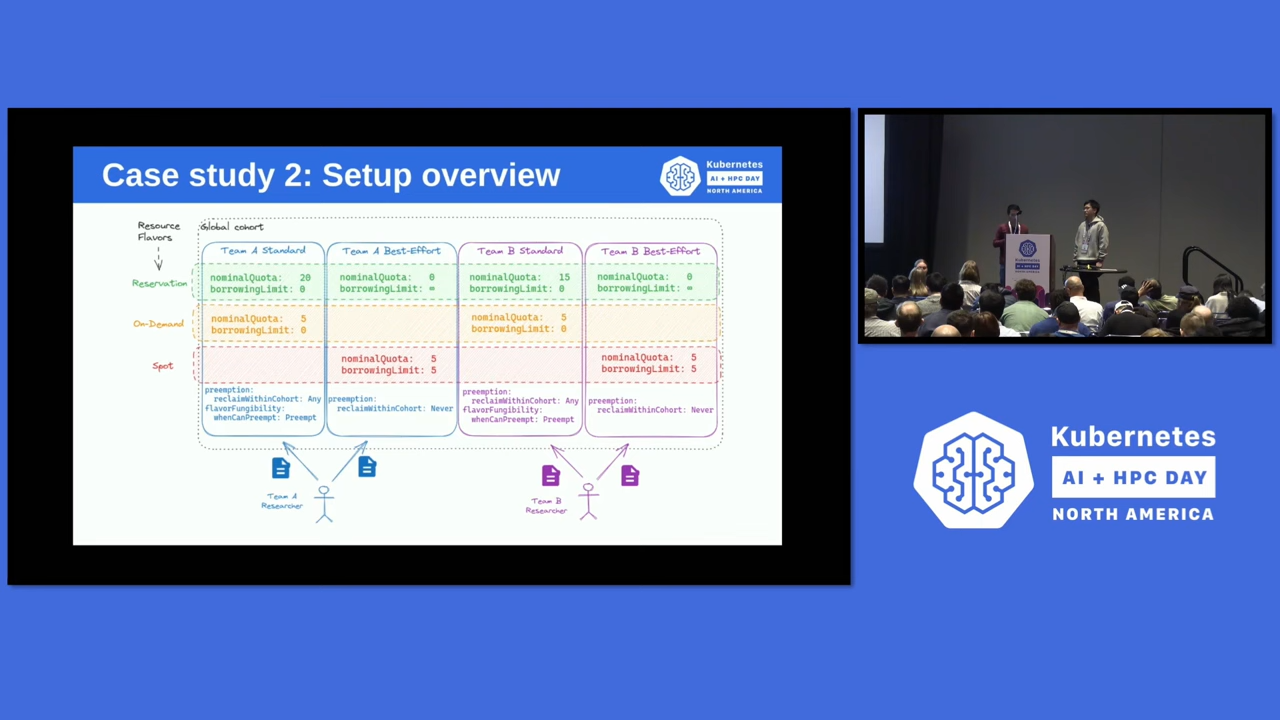 Case study 2: Setup overview
Kubernetes
AI + HPC DAY
NORTH AMERICA
Resource
Flavors
Global cohort
Team A Standard
Team A Best-Effort
Team B Standard
Team B Best-Effort
Reservation
nominalQuota: 20
borrowingLimit: 0
nominalQuota: 0
borrowingLimit: ∞
nominalQuota: 15
borrowingLimit: 0
nominalQuota: 0
borrowingLimit: ∞
On-Demand
nominalQuota: 5
borrowingLimit: 0
nominalQuota: 5
borrowingLimit: 0
Spot
nominalQuota: 5
borrowingLimit: 5
nominalQuota: 5
borrowingLimit: 5
preemption:
reclaimWithinCohort: Any
flavorFungibility:
whenCanPreempt: Preempt
preemption:
reclaimWithinCohort: Never
preemption:
reclaimWithinCohort: Any
flavorFungibility:
whenCanPreempt: Preempt
preemption:
reclaimWithinCohort: Never
Team A
Researcher
Team B
Researcher
Kubernetes
AI + HPC DAY
NORTH AMERICA